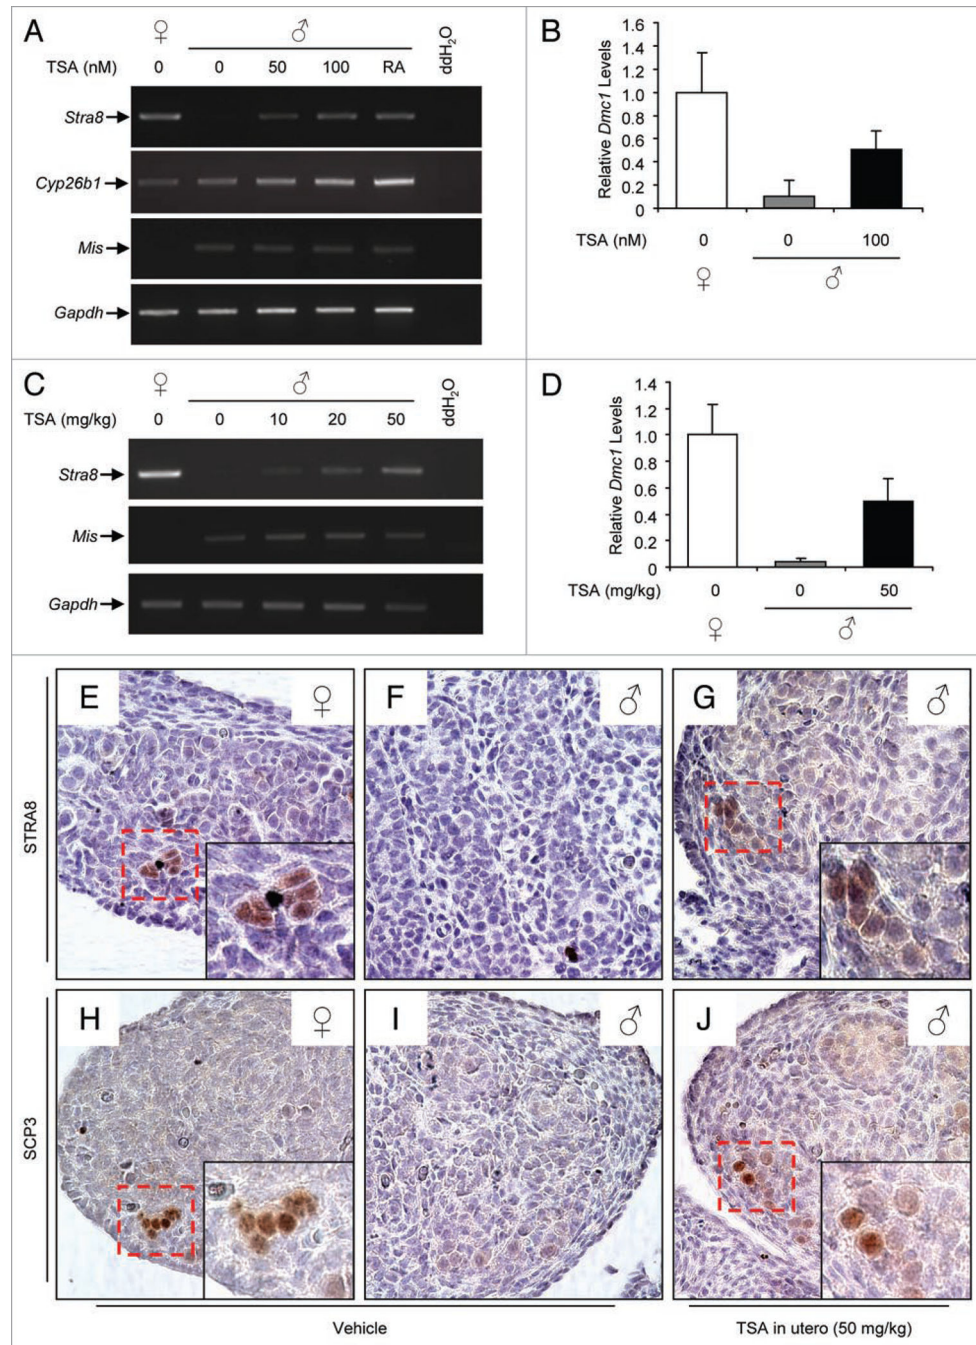 A
♀ ♂
TSA (nM) 0 0 50 100 RA ddH₂O
Stra8
Cyp26b1
Mis
Gapdh
B
Relative Dmc1 Levels
1.6
1.4
1.2
1.0
0.8
0.6
0.4
0.2
0
TSA (nM) 0 0 100
♀ ♂
C
♀ ♂
TSA (mg/kg) 0 0 10 20 50 ddH₂O
Stra8
Mis
Gapdh
D
Relative Dmc1 Levels
1.4
1.2
1.0
0.8
0.6
0.4
0.2
0
TSA (mg/kg) 0 0 50
♀ ♂
STRA8
E ♀ F ♂ G ♂
SCP3
H ♀ I ♂ J ♂
Vehicle TSA in utero (50 mg/kg)